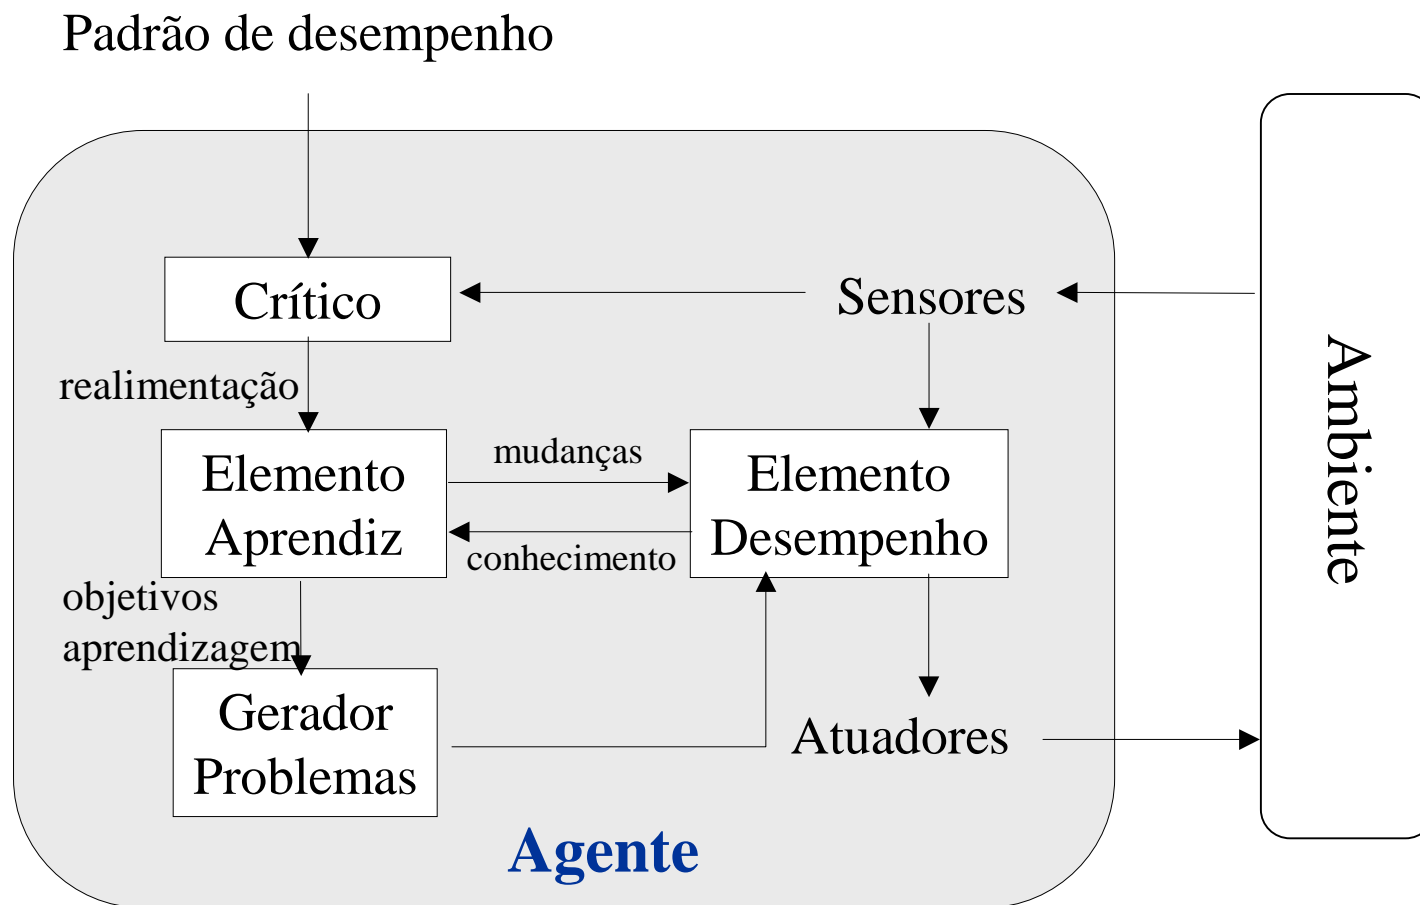 Padrão de desempenho
Crítico
Sensores
realimentação
Elemento
Aprendiz
mudanças
conhecimento
Elemento
Desempenho
objetivos
aprendizagem
Gerador
Problemas
Atuadores
Agente
Ambiente